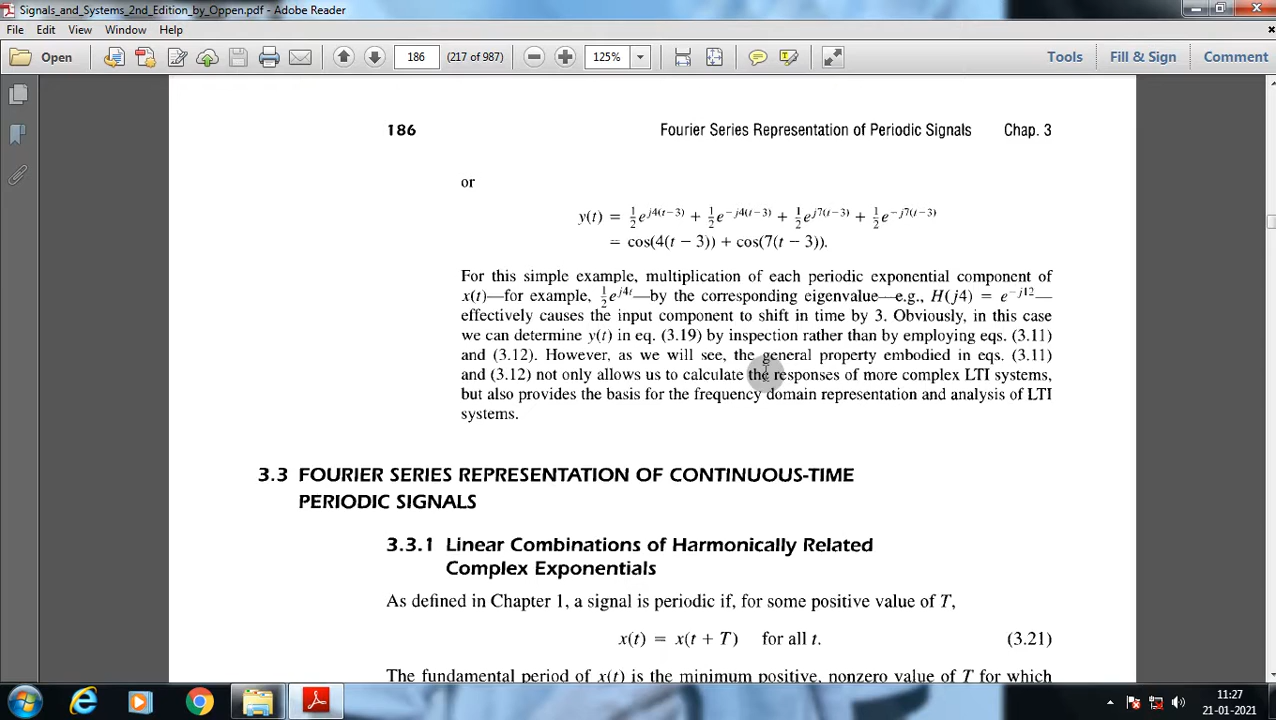 Signals_and_Systems_2nd_Edition_by_Oppen.pdf - Adobe Reader
File Edit View Window Help
Open 186 (217 of 987) 125% Tools Fill & Sign Comment
186 Fourier Series Representation of Periodic Signals Chap. 3
or
y(t) = ½e^{j4(t−3)} + ½e^{−j4(t−3)} + ½e^{j7(t−3)} + ½e^{−j7(t−3)}
= cos(4(t − 3)) + cos(7(t − 3)).
For this simple example, multiplication of each periodic exponential component of
x(t)—for example, ½e^{j4t}—by the corresponding eigenvalue—e.g., H(j4) = e^{−j12}—
effectively causes the input component to shift in time by 3. Obviously, in this case
we can determine y(t) in eq. (3.19) by inspection rather than by employing eqs. (3.11)
and (3.12). However, as we will see, the general property embodied in eqs. (3.11)
and (3.12) not only allows us to calculate the responses of more complex LTI systems,
but also provides the basis for the frequency domain representation and analysis of LTI
systems.
3.3 FOURIER SERIES REPRESENTATION OF CONTINUOUS-TIME
PERIODIC SIGNALS
3.3.1 Linear Combinations of Harmonically Related
Complex Exponentials
As defined in Chapter 1, a signal is periodic if, for some positive value of T,
x(t) = x(t + T) for all t. (3.21)
The fundamental period of x(t) is the minimum positive, nonzero value of T for which
11:27
21-01-2021